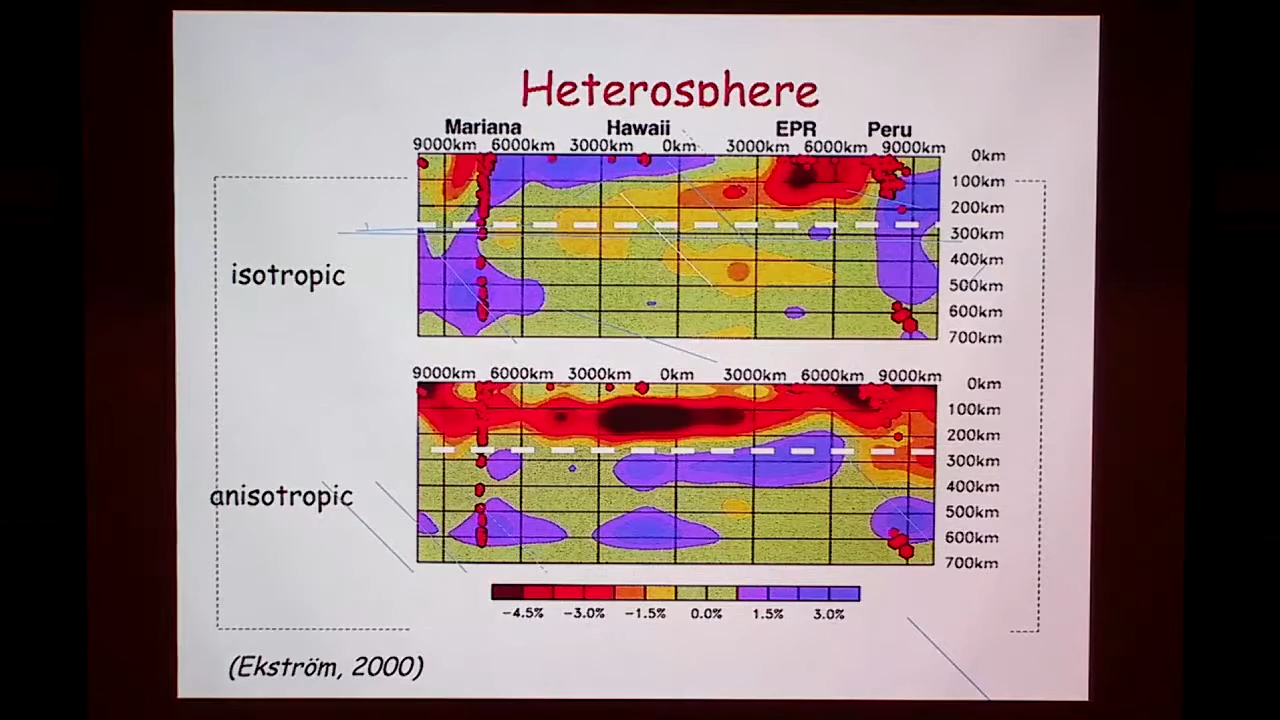 Heterosphere
Mariana Hawaii EPR Peru
9000km 6000km 3000km 0km 3000km 6000km 9000km
0km
100km
200km
300km
400km
500km
600km
700km
isotropic
9000km 6000km 3000km 0km 3000km 6000km 9000km
0km
100km
200km
300km
400km
500km
600km
700km
anisotropic
-4.5% -3.0% -1.5% 0.0% 1.5% 3.0%
(Ekström, 2000)